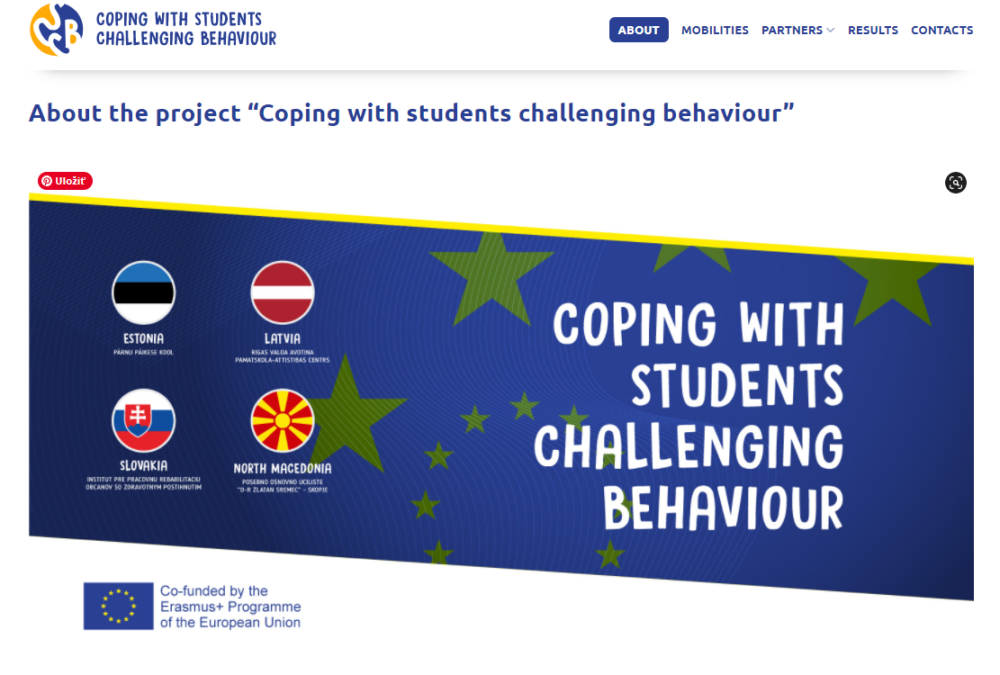 COPING WITH STUDENTS
CHALLENGING BEHAVIOUR
ABOUT
MOBILITIES
PARTNERS
RESULTS
CONTACTS
About the project “Coping with students challenging behaviour”
Uložiť
ESTONIA
PÄRNU PÄIKESE KOOL
LATVIA
RIGAS VALDA AVOTINA
PAMATSKOLA-ATTISTIBAS CENTRS
SLOVAKIA
INSTITUT PRE PRACOVNU REBABILITACIU
OBCANOV SO ZDRAVOTNYM POSTIHNUTIM
NORTH MACEDONIA
POSEBNO OSNOVNO UCILISTE
"D-R ZLATAN SREMEC" - SKOPJE
COPING WITH
STUDENTS
CHALLENGING
BEHAVIOUR
Co-funded by the
Erasmus+ Programme
of the European Union